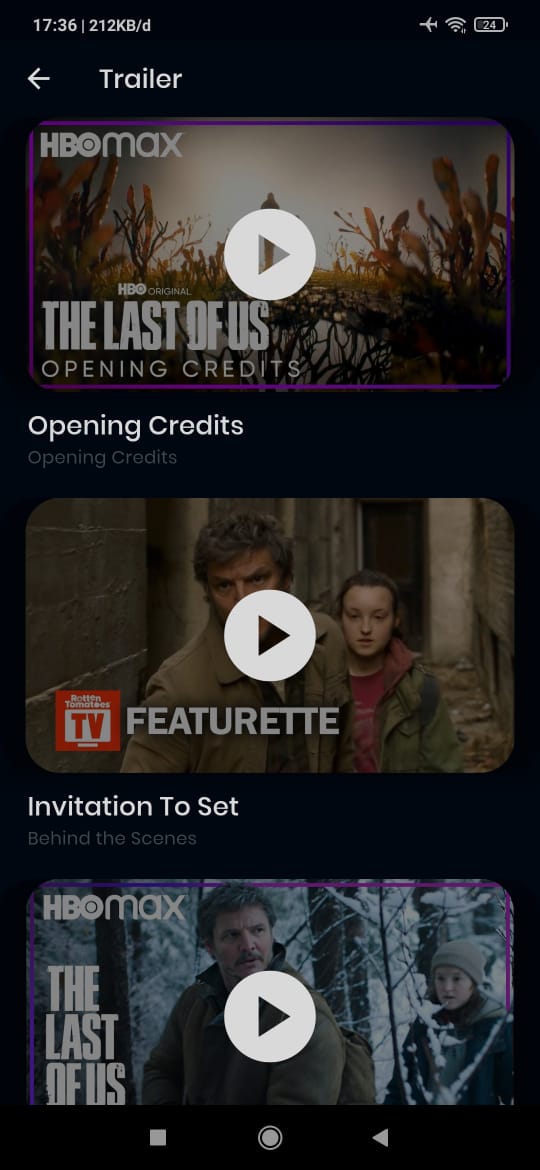 17:36 | 212KB/d
24
Trailer
HBOmax
HBO ORIGINAL
THE LAST OF US
OPENING CREDITS
Opening Credits
Opening Credits
Rotten
Tomatoes
TV
FEATURETTE
Invitation To Set
Behind the Scenes
HBOmax
THE
LAST
OF US